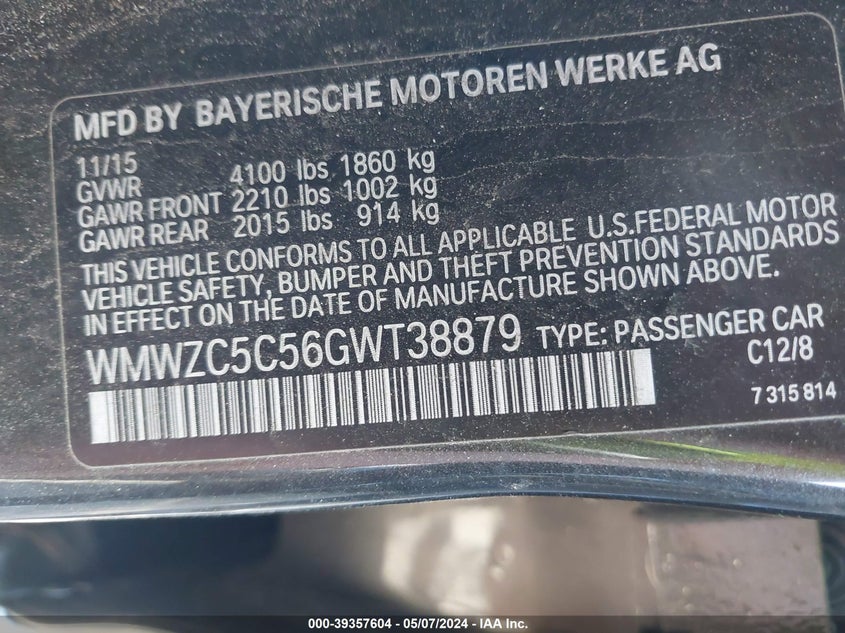 MFD BY BAYERISCHE MOTOREN WERKE AG
11/15
GVWR 4100 lbs 1860 kg
GAWR FRONT 2210 lbs 1002 kg
GAWR REAR 2015 lbs 914 kg
THIS VEHICLE CONFORMS TO ALL APPLICABLE U.S.FEDERAL MOTOR
VEHICLE SAFETY, BUMPER AND THEFT PREVENTION STANDARDS
IN EFFECT ON THE DATE OF MANUFACTURE SHOWN ABOVE.
WMWZC5C56GWT38879 TYPE: PASSENGER CAR
C12/8
7 315 814
000-39357604 — 05/07/2024 — IAA Inc.